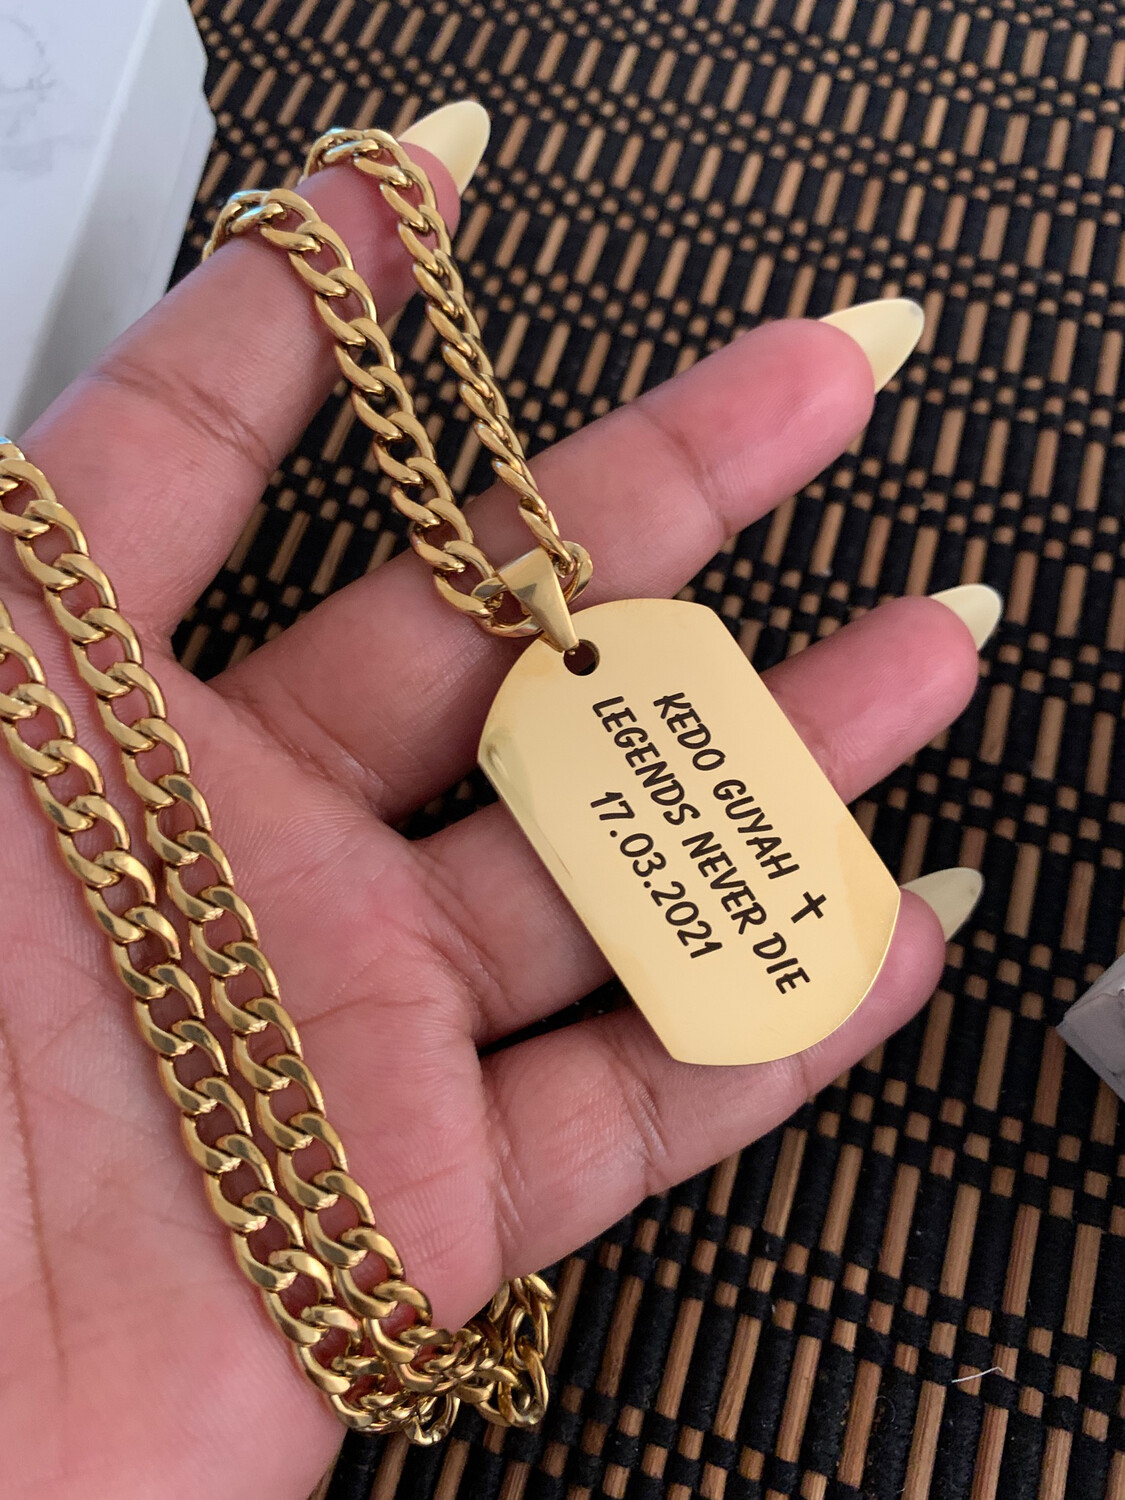 KEDO GUYAH ✝
LEGENDS NEVER DIE
17.03.2021